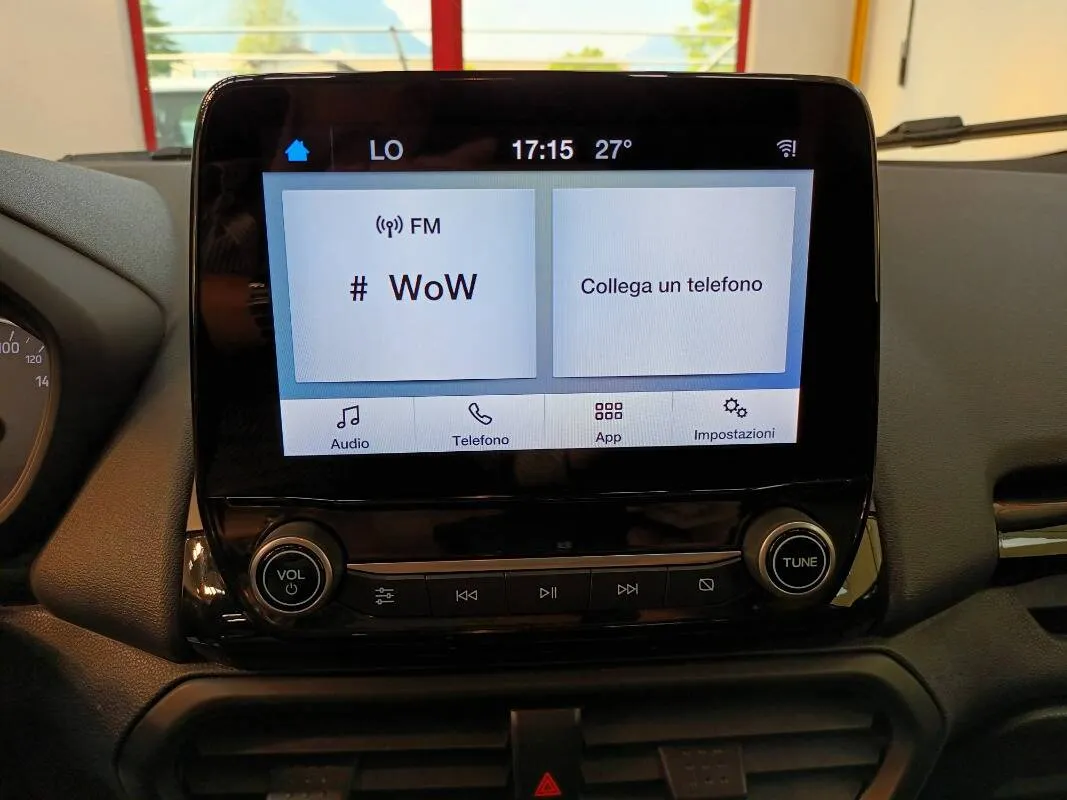 LO 17:15 27°
FM
# WoW
Collega un telefono
100
120
14
Audio Telefono App Impostazioni
VOL
TUNE